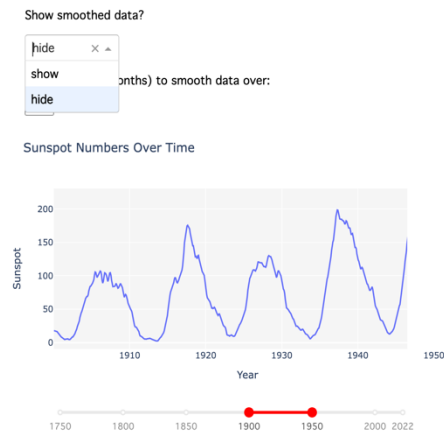 Show smoothed data?
hide
show
onths) to smooth data over:
hide
Sunspot Numbers Over Time
200
150
100
50
0
Sunspot
1910 1920 1930 1940 1950
Year
1750 1800 1850 1900 1950 2000 2022